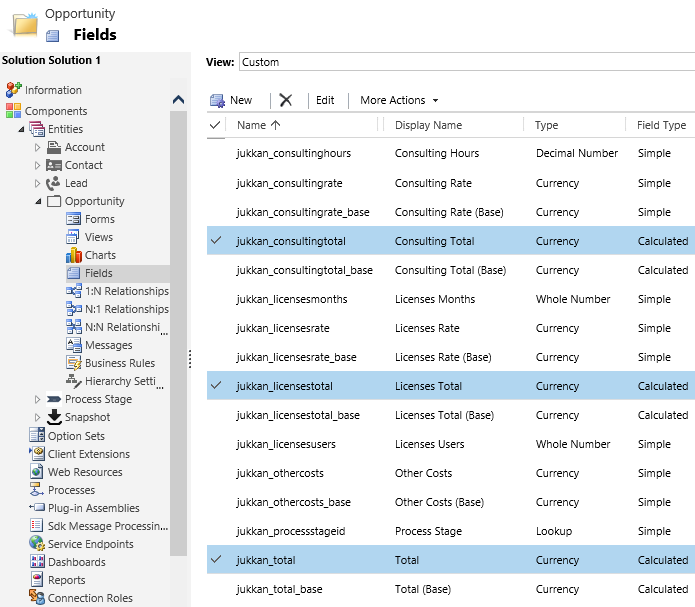 Opportunity
Fields
Solution Solution 1
Information
Components
Entities
Account
Contact
Lead
Opportunity
Forms
Views
Charts
Fields
1:N Relationships
N:1 Relationships
N:N Relationshi...
Messages
Business Rules
Hierarchy Setti...
Process Stage
Snapshot
Option Sets
Client Extensions
Web Resources
Processes
Plug-in Assemblies
Sdk Message Processin...
Service Endpoints
Dashboards
Reports
Connection Roles
View: Custom
New Edit More Actions
Name Display Name Type Field Type
jukkan_consultinghours Consulting Hours Decimal Number Simple
jukkan_consultingrate Consulting Rate Currency Simple
jukkan_consultingrate_base Consulting Rate (Base) Currency Simple
jukkan_consultingtotal Consulting Total Currency Calculated
jukkan_consultingtotal_base Consulting Total (Base) Currency Calculated
jukkan_licensesmonths Licenses Months Whole Number Simple
jukkan_licensesrate Licenses Rate Currency Simple
jukkan_licensesrate_base Licenses Rate (Base) Currency Simple
jukkan_licensestotal Licenses Total Currency Calculated
jukkan_licensestotal_base Licenses Total (Base) Currency Calculated
jukkan_licensesusers Licenses Users Whole Number Simple
jukkan_othercosts Other Costs Currency Simple
jukkan_othercosts_base Other Costs (Base) Currency Simple
jukkan_processstageid Process Stage Lookup Simple
jukkan_total Total Currency Calculated
jukkan_total_base Total (Base) Currency Calculated